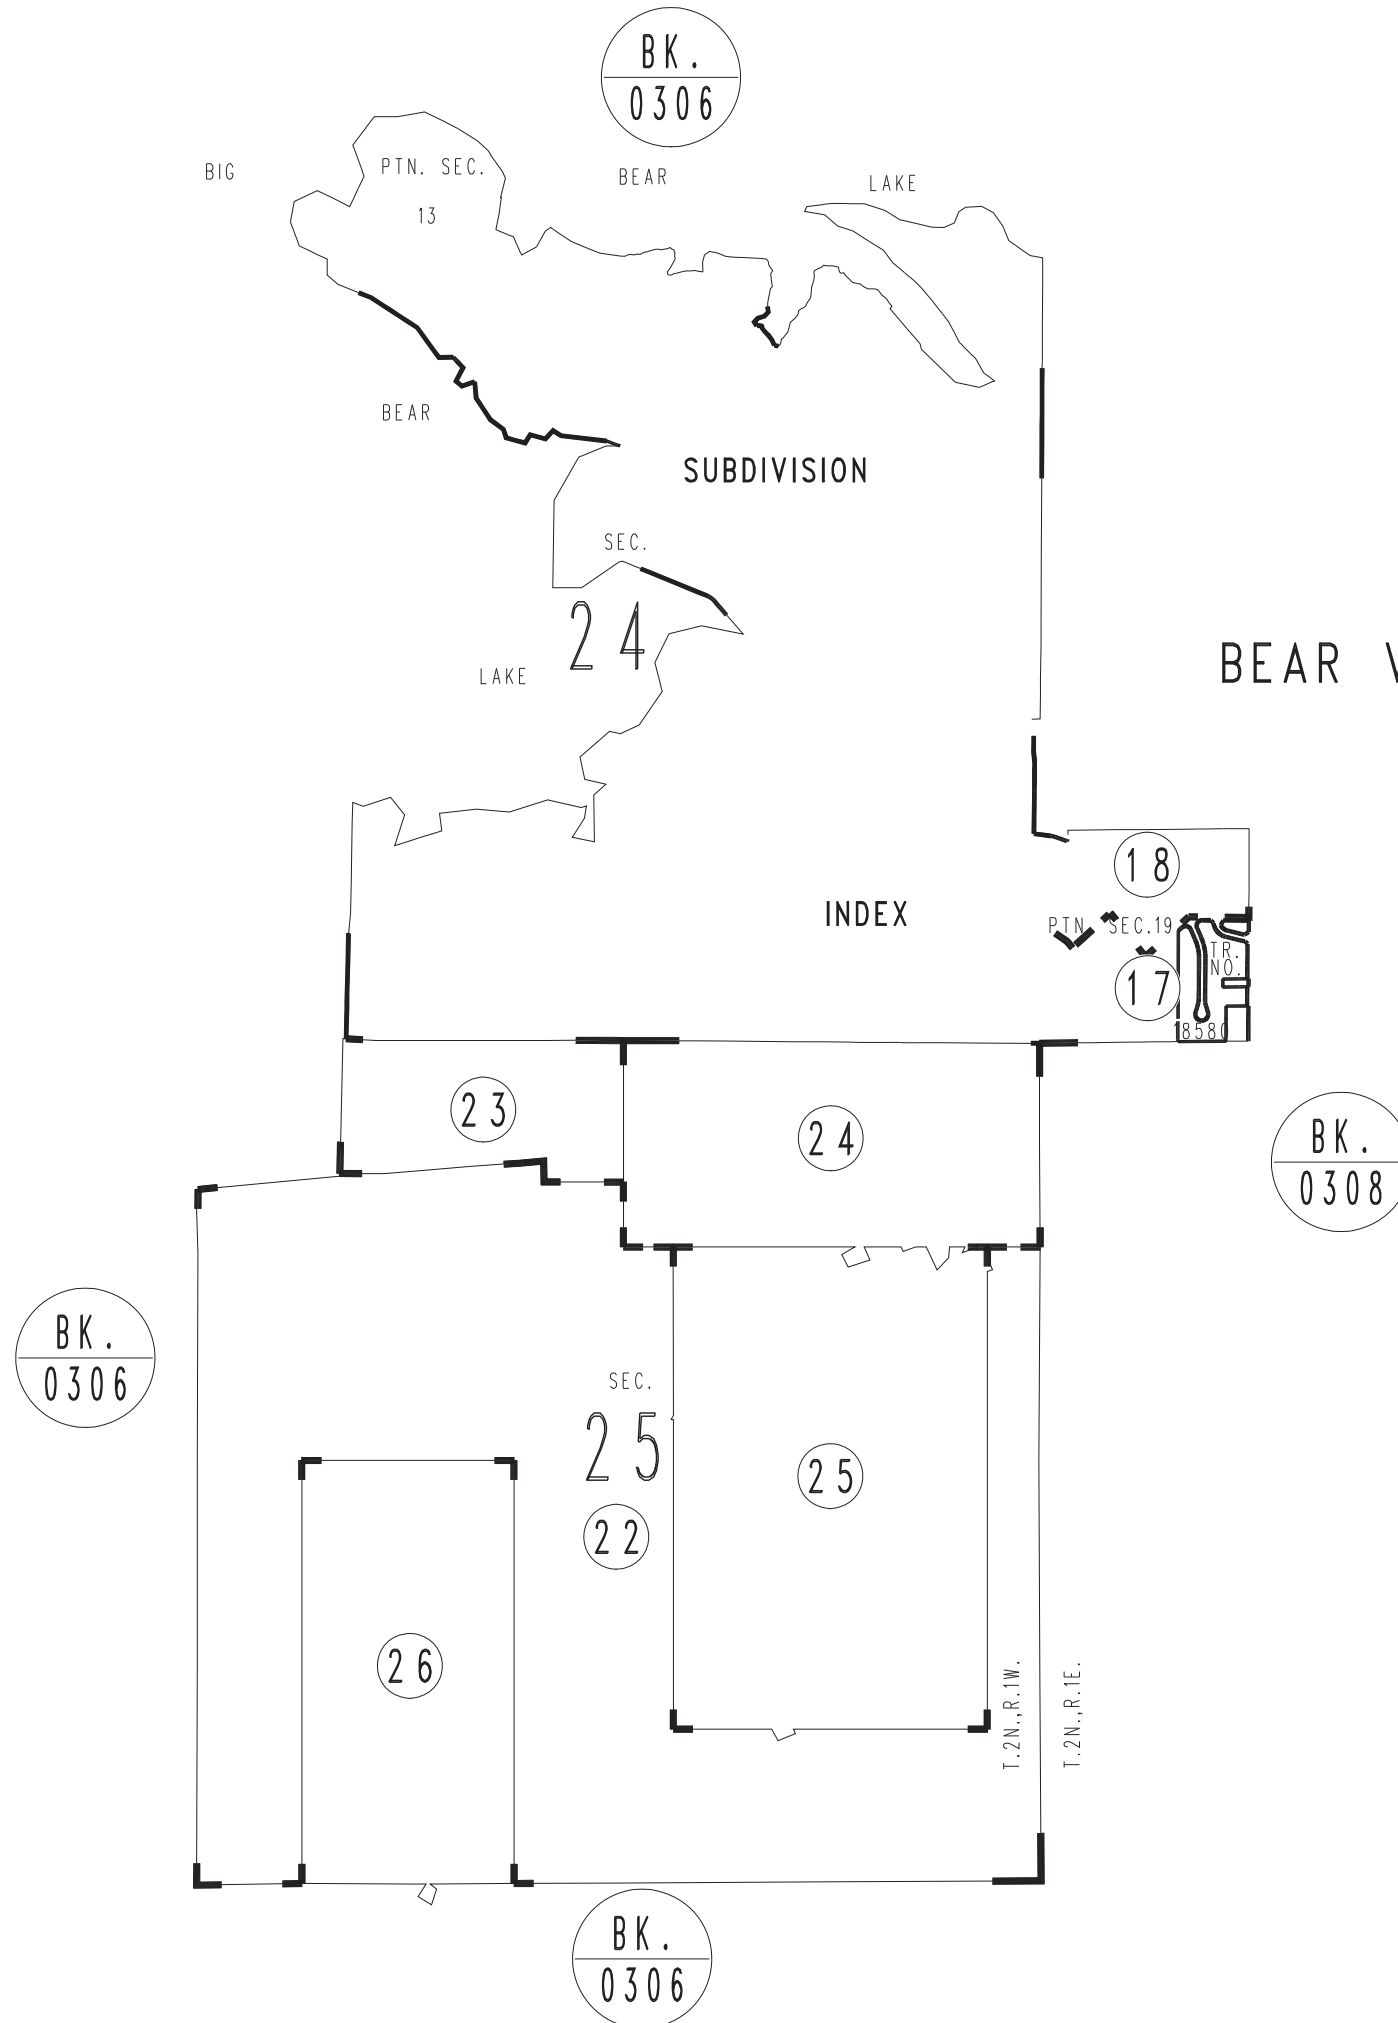 BK.
0306
BIG
PTN. SEC.
13
BEAR
LAKE
BEAR
SUBDIVISION
SEC.
24
LAKE
BEAR V
18
INDEX
PTN SEC.19
TR.
NO.
17
18580
23
24
BK.
0308
BK.
0306
SEC.
25
25
22
26
T.2N.,R.1W.
T.2N.,R.1E.
BK.
0306